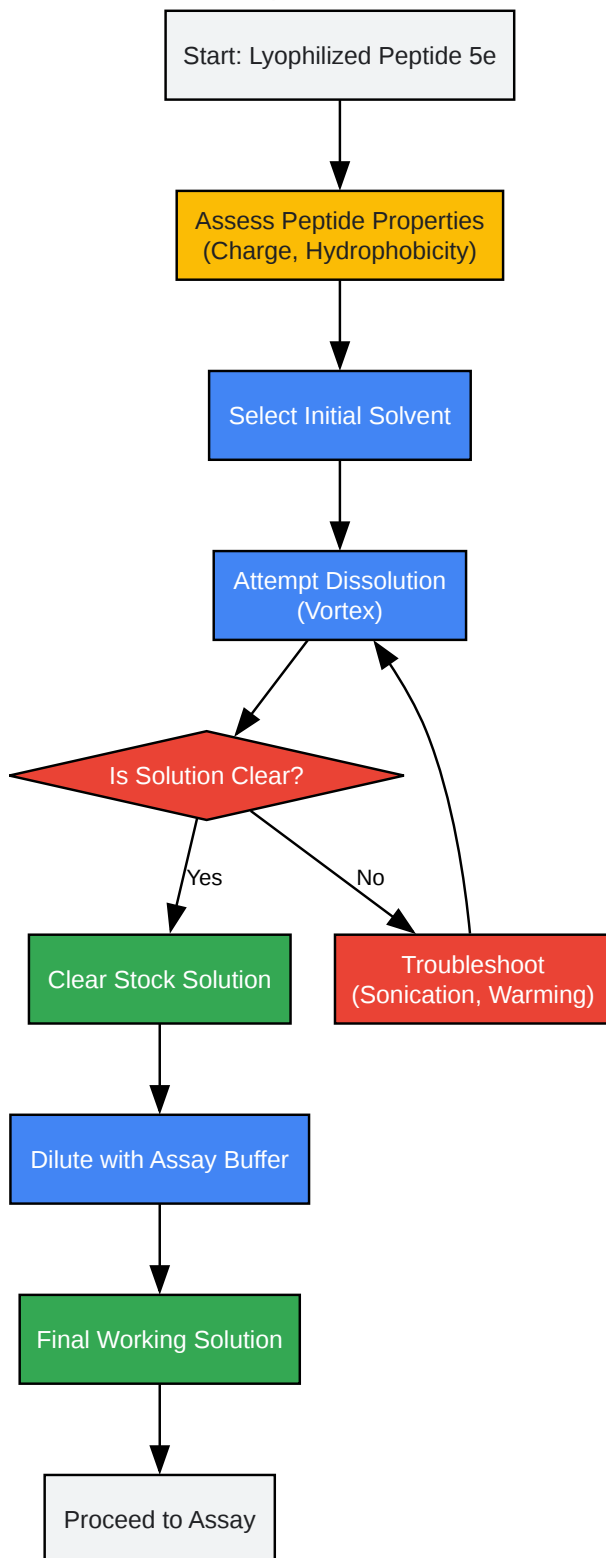 Start: Lyophilized Peptide 5e
Assess Peptide Properties
(Charge, Hydrophobicity)
Select Initial Solvent
Attempt Dissolution
(Vortex)
Is Solution Clear?
Yes
No
Clear Stock Solution
Troubleshoot
(Sonication, Warming)
Dilute with Assay Buffer
Final Working Solution
Proceed to Assay